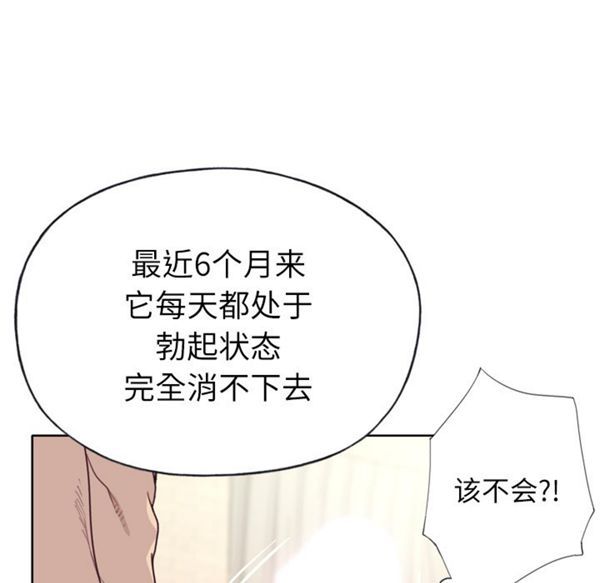 最近6个月来
它每天都处于
勃起状态
完全消不下去
该不会?!